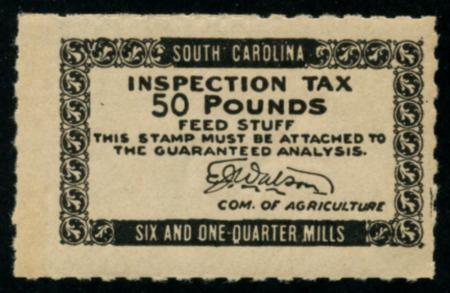 SOUTH CAROLINA
INSPECTION TAX
50 POUNDS
FEED STUFF
THIS STAMP MUST BE ATTACHED TO
THE GUARANTEED ANALYSIS.
E.J. Watson
COM. OF AGRICULTURE
SIX AND ONE-QUARTER MILLS